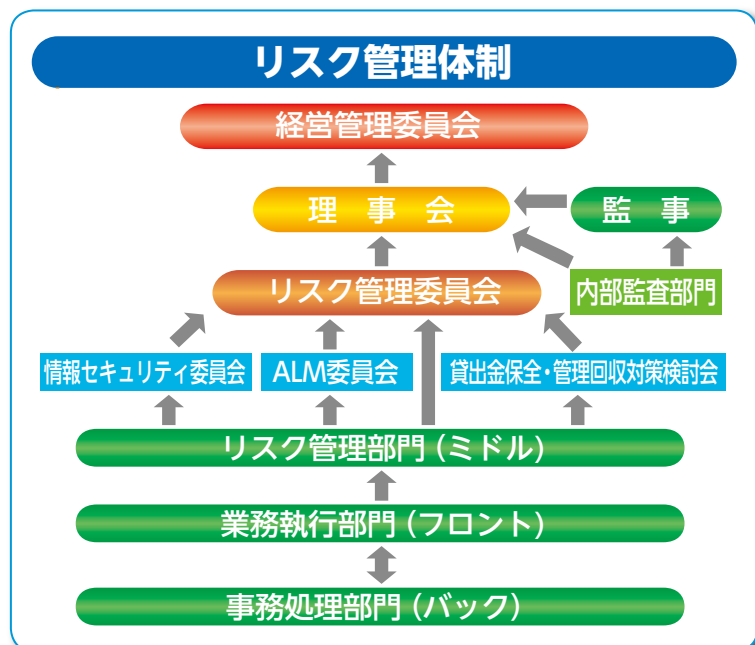 リスク管理体制
経営管理委員会
理事会
監事
リスク管理委員会
内部監査部門
情報セキュリティ委員会
ALM委員会
貸出金保全・管理回収対策検討会
リスク管理部門(ミドル)
業務執行部門(フロント)
事務処理部門(バック)